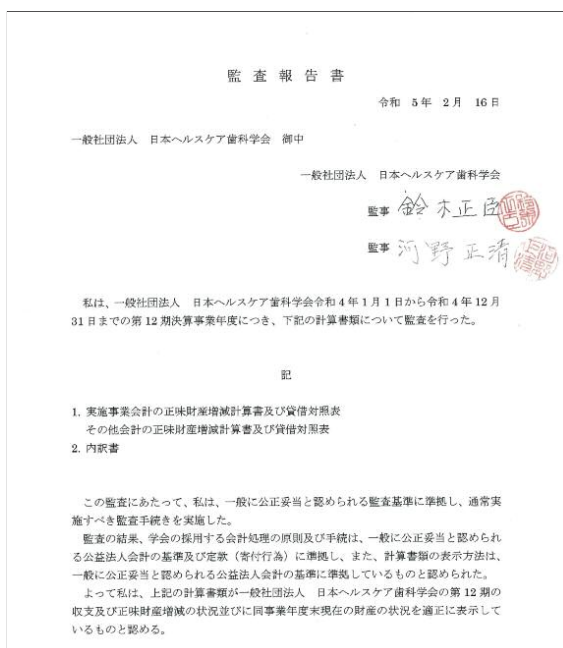 監 査 報 告 書
令和 5年 2月 16日
一般社団法人 日本ヘルスケア歯科学会 御中
一般社団法人 日本ヘルスケア歯科学会
監事 鈴木正臣
監事 河野正清
私は、一般社団法人 日本ヘルスケア歯科学会令和4年1月1日から令和4年12月
31日までの第12期決算事業年度につき、下記の計算書類について監査を行った。
記
1. 実施事業会計の正味財産増減計算書及び貸借対照表
その他会計の正味財産増減計算書及び貸借対照表
2. 内訳書
この監査にあたって、私は、一般に公正妥当と認められる監査基準に準拠し、通常実
施すべき監査手続きを実施した。
監査の結果、学会の採用する会計処理の原則及び手続は、一般に公正妥当と認められ
る公益法人会計の基準及び定款（寄付行為）に準拠し、また、計算書類の表示方法は、
一般に公正妥当と認められる公益法人会計の基準に準拠しているものと認められた。
よって私は、上記の計算書類が一般社団法人 日本ヘルスケア歯科学会の第12期の
収支及び正味財産増減の状況並びに同事業年度末現在の財産の状況を適正に表示して
いるものと認める。